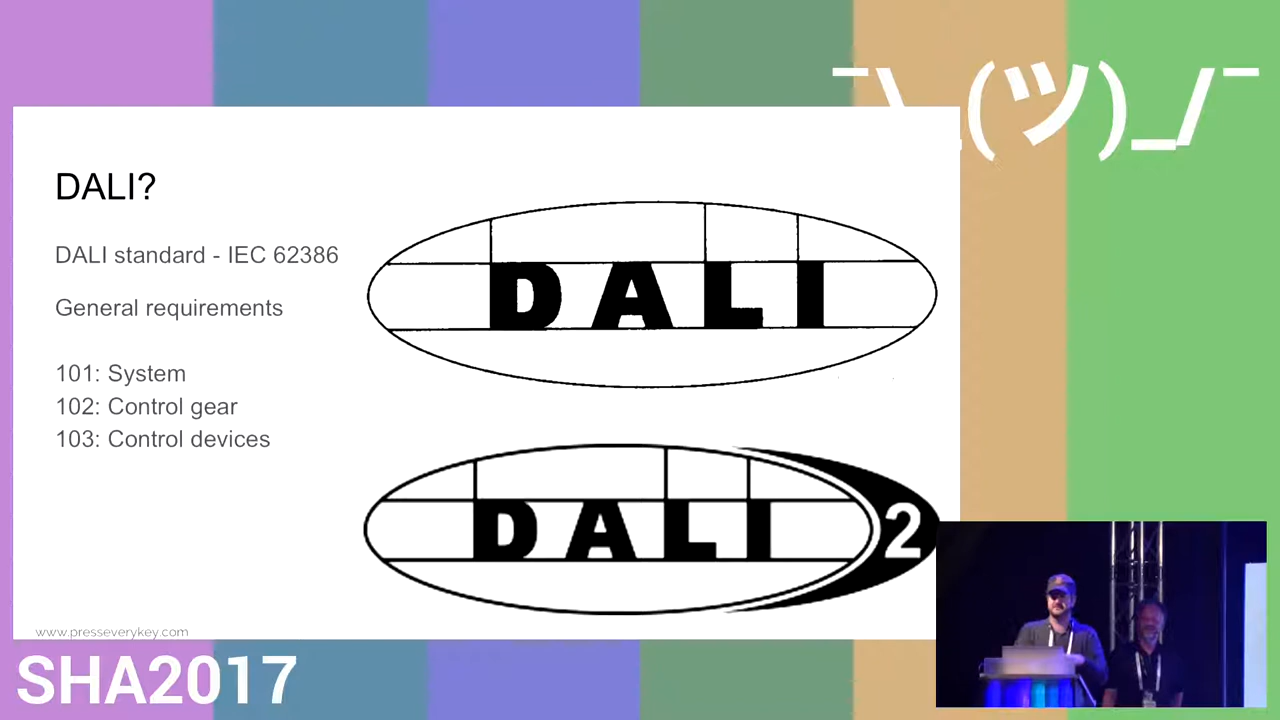 ¯\_(ツ)_/¯
DALI?
DALI standard - IEC 62386
General requirements
101: System
102: Control gear
103: Control devices
DALI
DALI 2
www.presseverykey.com
SHA2017